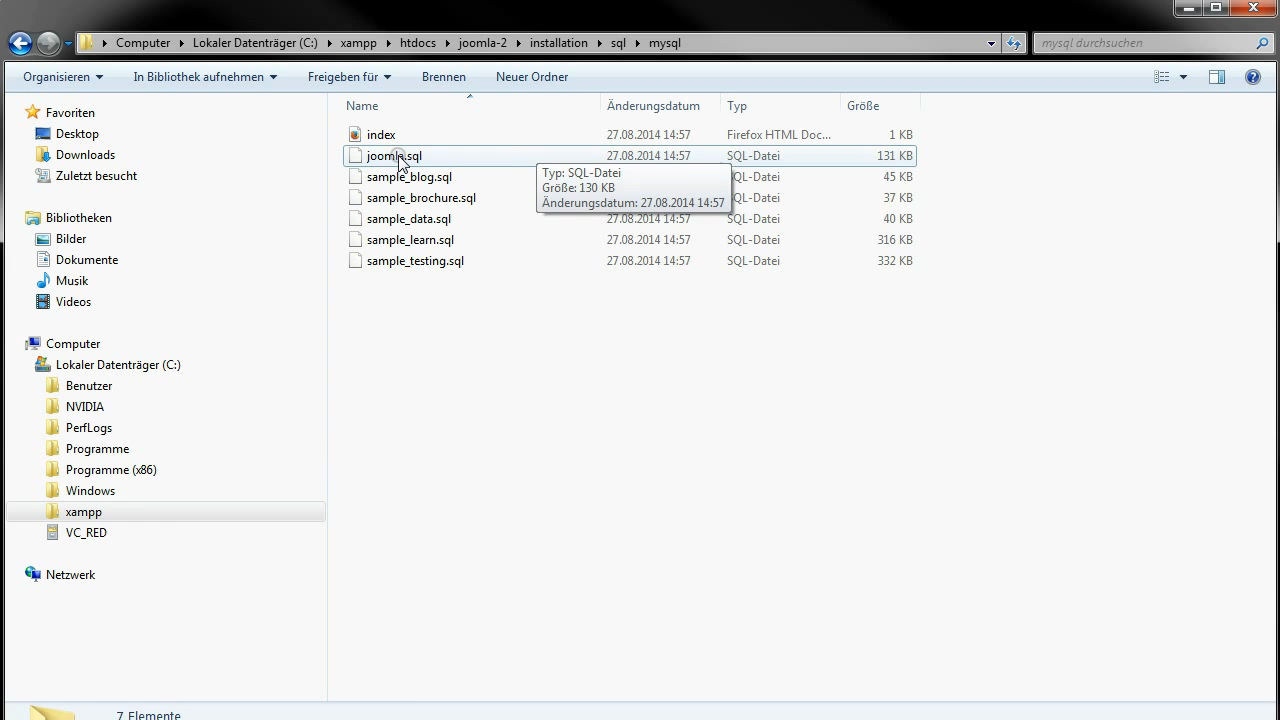 Computer Lokaler Datenträger (C:) xampp htdocs joomla-2 installation sql mysql
mysql durchsuchen
Organisieren In Bibliothek aufnehmen Freigeben für Brennen Neuer Ordner
Favoriten
Desktop
Downloads
Zuletzt besucht
Bibliotheken
Bilder
Dokumente
Musik
Videos
Computer
Lokaler Datenträger (C:)
Benutzer
NVIDIA
PerfLogs
Programme
Programme (x86)
Windows
xampp
VC_RED
Netzwerk
Name Änderungsdatum Typ Größe
index 27.08.2014 14:57 Firefox HTML Doc... 1 KB
joomla.sql 27.08.2014 14:57 SQL-Datei 131 KB
sample_blog.sql SQL-Datei 45 KB
sample_brochure.sql SQL-Datei 37 KB
sample_data.sql 27.08.2014 14:57 SQL-Datei 40 KB
sample_learn.sql 27.08.2014 14:57 SQL-Datei 316 KB
sample_testing.sql 27.08.2014 14:57 SQL-Datei 332 KB
Typ: SQL-Datei
Größe: 130 KB
Änderungsdatum: 27.08.2014 14:57
7 Elemente